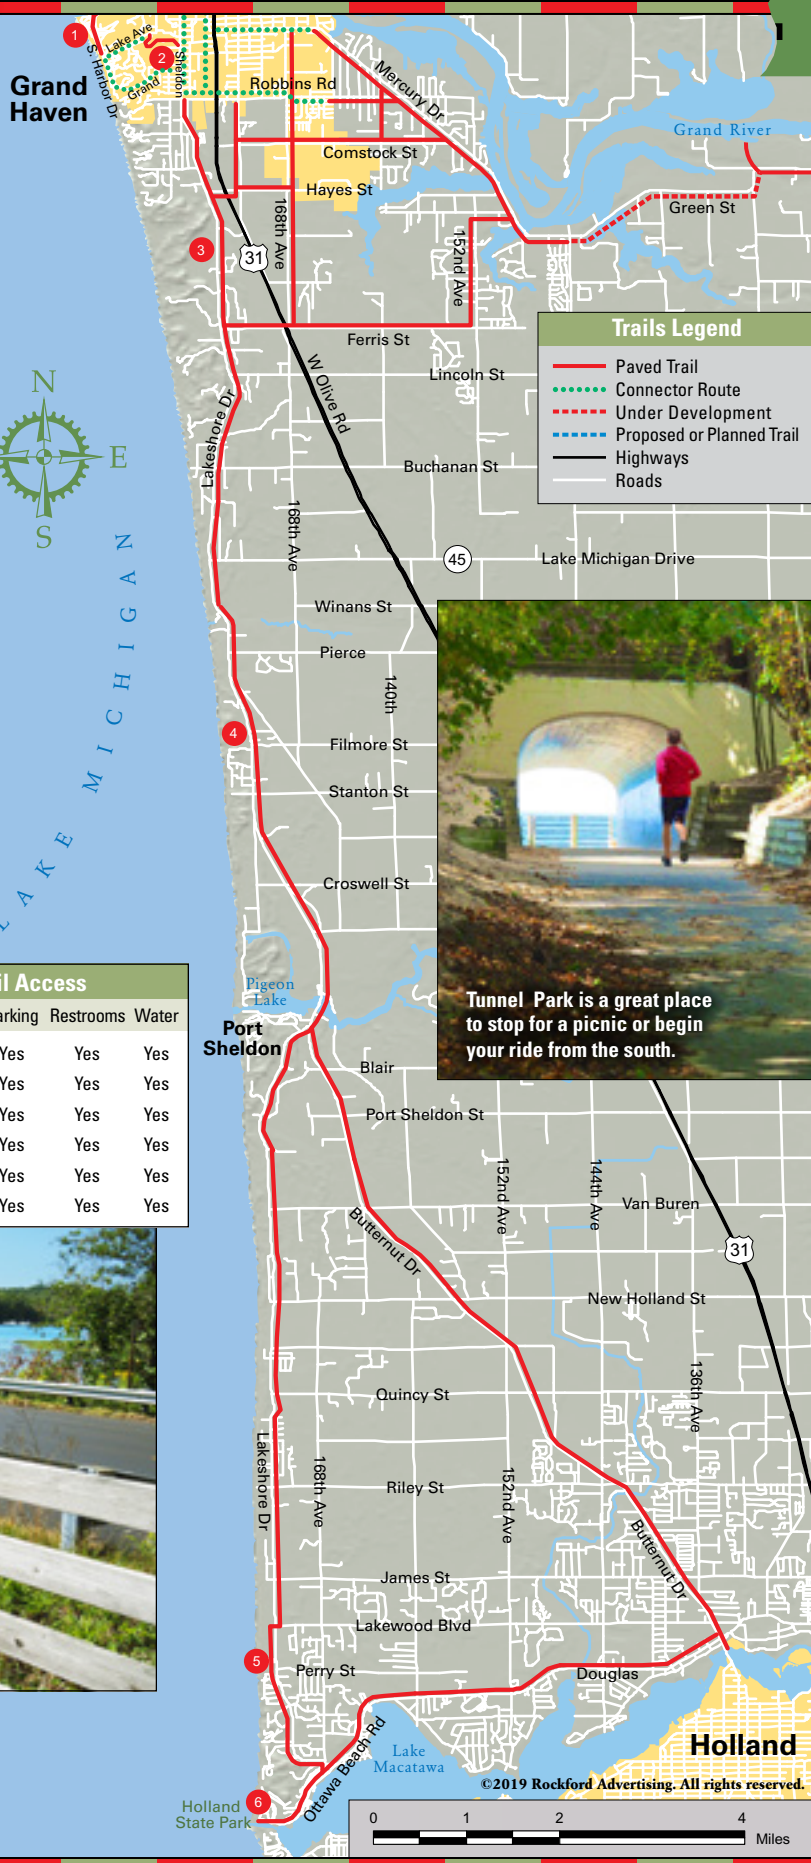 1
Lake Ave
2
S. Harbor Dr
Grand
Sheldon
Grand
Haven
Robbins Rd
Mercury Dr
Grand River
Comstock St
Hayes St
Green St
168th Ave
152nd Ave
3
31
Ferris St
W Olive Rd
Lincoln St
Trails Legend
Paved Trail
Connector Route
Under Development
Proposed or Planned Trail
Highways
Roads
N
E
S
Lakeshore Dr
Buchanan St
168th Ave
45
Lake Michigan Drive
LAKE MICHIGAN
Winans St
Pierce
140th
4
Filmore St
Stanton St
Croswell St
Tunnel Park is a great place
to stop for a picnic or begin
your ride from the south.
il Access
arking Restrooms Water
Yes Yes Yes
Yes Yes Yes
Yes Yes Yes
Yes Yes Yes
Yes Yes Yes
Yes Yes Yes
Pigeon
Lake
Port
Sheldon
Blair
Port Sheldon St
152nd Ave
144th Ave
Van Buren
Butternut Dr
31
New Holland St
136th Ave
Quincy St
Lakeshore Dr
168th Ave
Riley St
152nd Ave
Butternut Dr
James St
Lakewood Blvd
5
Perry St
Douglas
Holland
Ottawa Beach Rd
Lake
Macatawa
©2019 Rockford Advertising. All rights reserved.
6
Holland
State Park
0 1 2 4
Miles